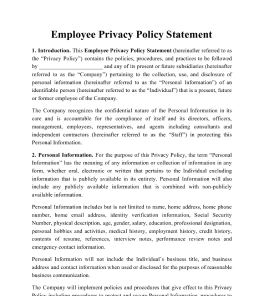 Employee Privacy Policy Statement
1. Introduction. This Employee Privacy Policy Statement (hereinafter referred to as
the "Privacy Policy") contains the policies, procedures, and practices to be followed
by ____________________ and any of its present or future subsidiaries (hereinafter
referred to as the "Company") pertaining to the collection, use, and disclosure of
personal information (hereinafter referred to as the "Personal Information") of an
identifiable person (hereinafter referred to as the "Individual") that is a present, future
or former employee of the Company.
The Company recognizes the confidential nature of the Personal Information in its
care and is accountable for the compliance of itself and its directors, officers,
management, employees, representatives, and agents including consultants and
independent contractors (hereinafter referred to as the "Staff") in protecting this
Personal Information.
2. Personal Information. For the purpose of this Privacy Policy, the term "Personal
Information" has the meaning of any information or collection of information in any
form, whether oral, electronic or written that pertains to the Individual excluding
information that is publicly available in its entirety. Personal Information will also
include any publicly available information that is combined with non-publicly
available information.
Personal Information includes but is not limited to name, home address, home phone
number, home email address, identity verification information, Social Security
Number, physical description, age, gender, salary, education, professional designation,
personal hobbies and activities, medical history, employment history, credit history,
contents of resume, references, interview notes, performance review notes and
emergency contact information.
Personal Information will not include the Individual's business title, and business
address and contact information when used or disclosed for the purposes of reasonable
business communication.
The Company will implement policies and procedures that give effect to this Privacy